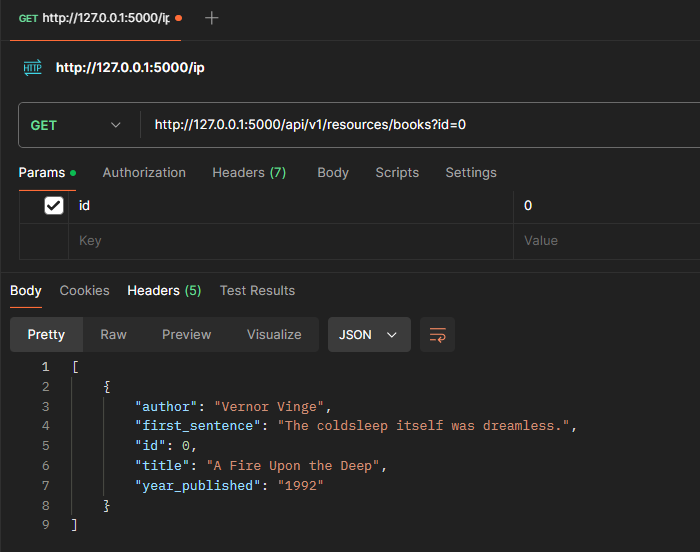 GET http://127.0.0.1:5000/ip
HTTP http://127.0.0.1:5000/ip
GET http://127.0.0.1:5000/api/v1/resources/books?id=0
Params Authorization Headers (7) Body Scripts Settings
id 0
Key Value
Body Cookies Headers (5) Test Results
Pretty Raw Preview Visualize JSON
1 [
2 {
3 "author": "Vernor Vinge",
4 "first_sentence": "The coldsleep itself was dreamless.",
5 "id": 0,
6 "title": "A Fire Upon the Deep",
7 "year_published": "1992"
8 }
9 ]